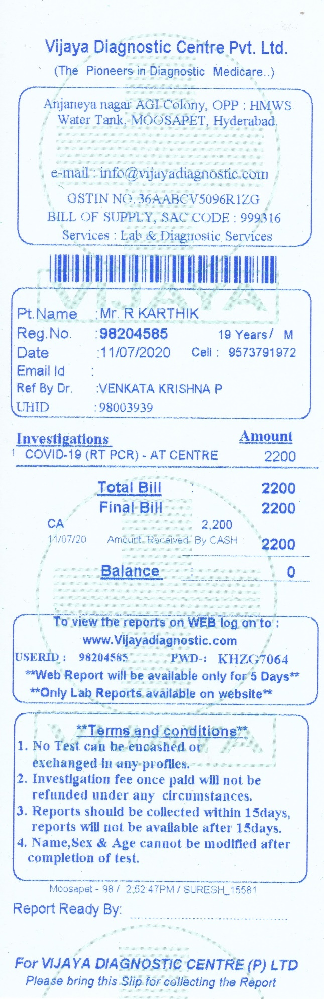 Vijaya Diagnostic Centre Pvt. Ltd.
(The Pioneers in Diagnostic Medicare..)
Anjaneya nagar AGI Colony, OPP : HMWS
Water Tank, MOOSAPET, Hyderabad.
e-mail : info@vijayadiagnostic.com
GSTIN NO. 36AABCV5096R1ZG
BILL OF SUPPLY, SAC CODE : 999316
Services : Lab & Diagnostic Services
VIJAYA
Pt.Name :Mr. R KARTHIK
Reg.No. :98204585 19 Years/ M
Date :11/07/2020 Cell : 9573791972
Email Id :
Ref By Dr. :VENKATA KRISHNA P
UHID :98003939
Investigations Amount
1 COVID-19 (RT PCR) - AT CENTRE 2200
Total Bill : 2200
Final Bill 2200
CA 2,200
11/07/20 Amount Received By CASH 2200
Balance : 0
To view the reports on WEB log on to :
www.Vijayadiagnostic.com
USERID : 98204585 PWD-: KHZG7064
**Web Report will be available only for 5 Days**
**Only Lab Reports available on website**
VIJAYA
**Terms and conditions**
1. No Test can be encashed or
exchanged in any profiles.
2. Investigation fee once paid will not be
refunded under any circumstances.
3. Reports should be collected within 15days,
reports will not be available after 15days.
4. Name,Sex & Age cannot be modified after
completion of test.
Moosapet - 98 / 2:52:47PM / SURESH_15581
Report Ready By:
For VIJAYA DIAGNOSTIC CENTRE (P) LTD
Please bring this Slip for collecting the Report